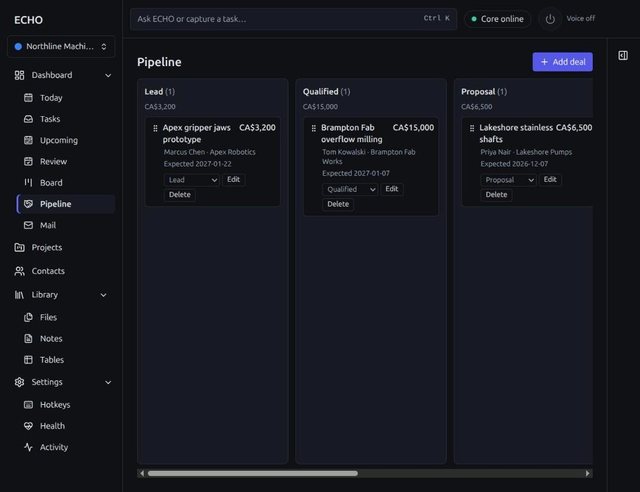 ECHO
Ask ECHO or capture a task…
Ctrl K
Core online
Voice off
Northline Machi…
Dashboard
Today
Tasks
Upcoming
Review
Board
Pipeline
Mail
Projects
Contacts
Library
Files
Notes
Tables
Settings
Hotkeys
Health
Activity
Pipeline
+ Add deal
Lead (1)
CA$3,200
Apex gripper jaws CA$3,200
prototype
Marcus Chen · Apex Robotics
Expected 2027-01-22
Lead
Edit
Delete
Qualified (1)
CA$15,000
Brampton Fab CA$15,000
overflow milling
Tom Kowalski · Brampton Fab
Works
Expected 2027-01-07
Qualified
Edit
Delete
Proposal (1)
CA$6,500
Lakeshore stainless CA$6,500
shafts
Priya Nair · Lakeshore Pumps
Expected 2026-12-07
Proposal
Edit
Delete